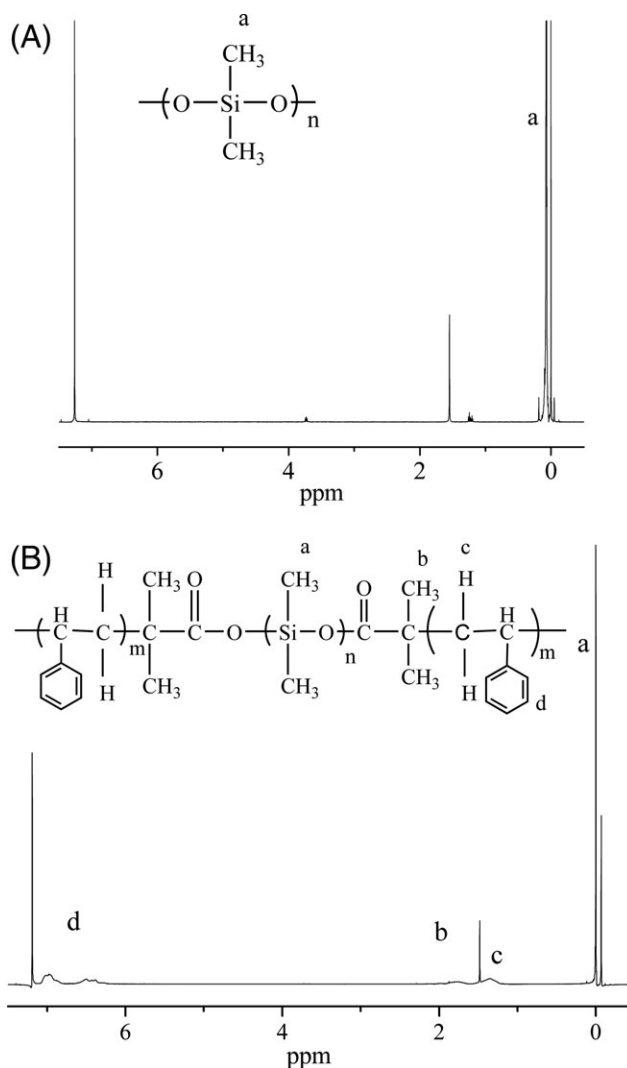 (A)
a
CH3
O Si O
n
CH3
a
6 4 2 0
ppm
(B)
H a b c
CH3 O CH3 O CH3 H
H C m C C O Si O n C C C H m
H CH3 CH3 CH3 H
d
a
d b c
6 4 2 0
ppm